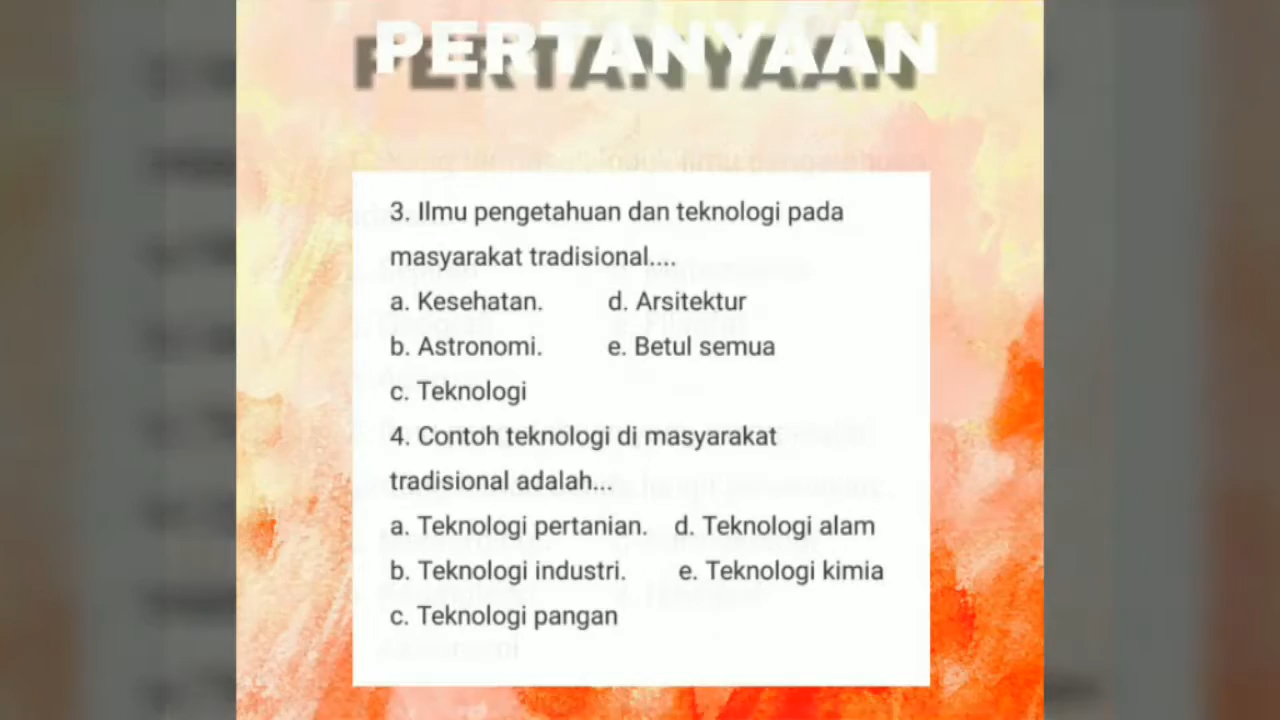 PERTANYAAN
3. Ilmu pengetahuan dan teknologi pada
masyarakat tradisional....
a. Kesehatan. d. Arsitektur
b. Astronomi. e. Betul semua
c. Teknologi
4. Contoh teknologi di masyarakat
tradisional adalah...
a. Teknologi pertanian. d. Teknologi alam
b. Teknologi industri. e. Teknologi kimia
c. Teknologi pangan